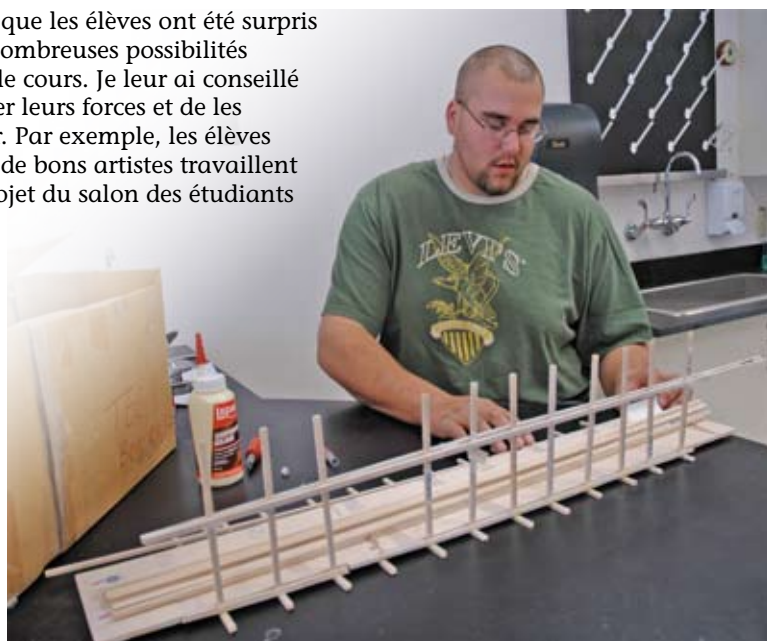 que les élèves ont été surpris
ombreuses possibilités
le cours. Je leur ai conseillé
er leurs forces et de les
r. Par exemple, les élèves
de bons artistes travaillent
ojet du salon des étudiants
LEVI'S